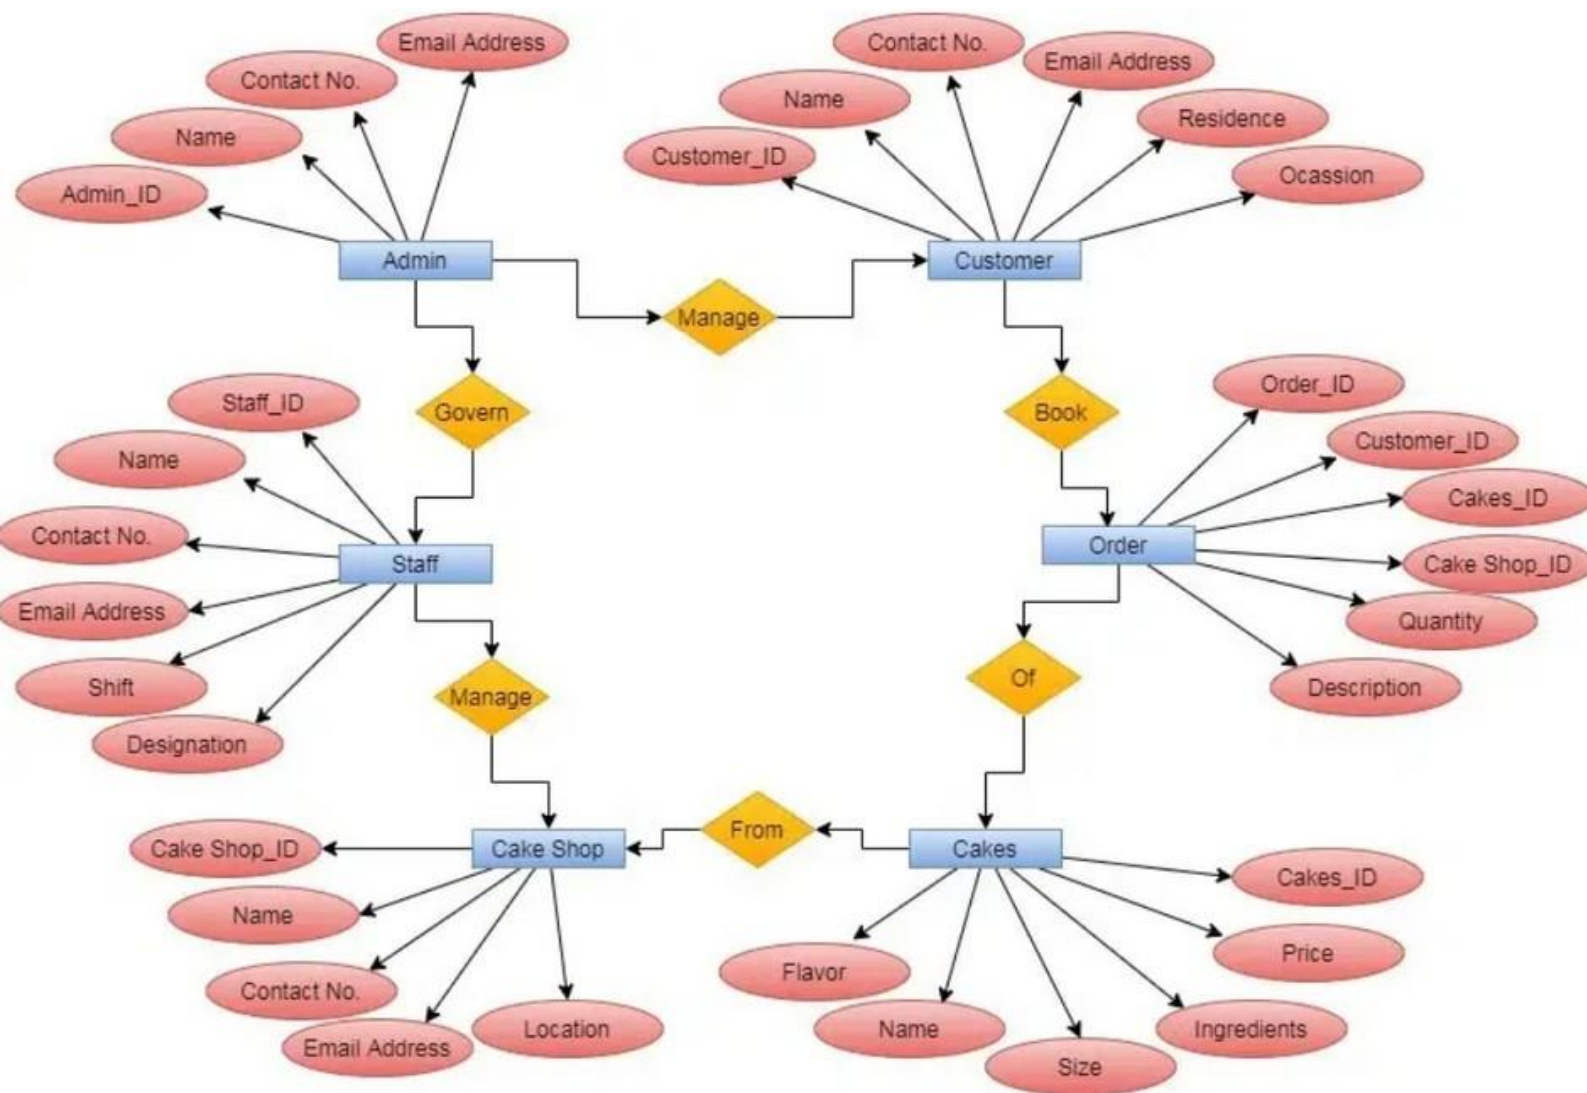 Email Address
Contact No.
Name
Admin_ID
Admin
Contact No.
Email Address
Name
Residence
Customer_ID
Ocassion
Customer
Manage
Govern
Book
Staff_ID
Name
Contact No.
Email Address
Shift
Designation
Staff
Order_ID
Customer_ID
Cakes_ID
Cake Shop_ID
Quantity
Description
Order
Manage
Of
From
Cake Shop_ID
Cake Shop
Name
Contact No.
Email Address
Location
Cakes
Cakes_ID
Price
Flavor
Name
Size
Ingredients